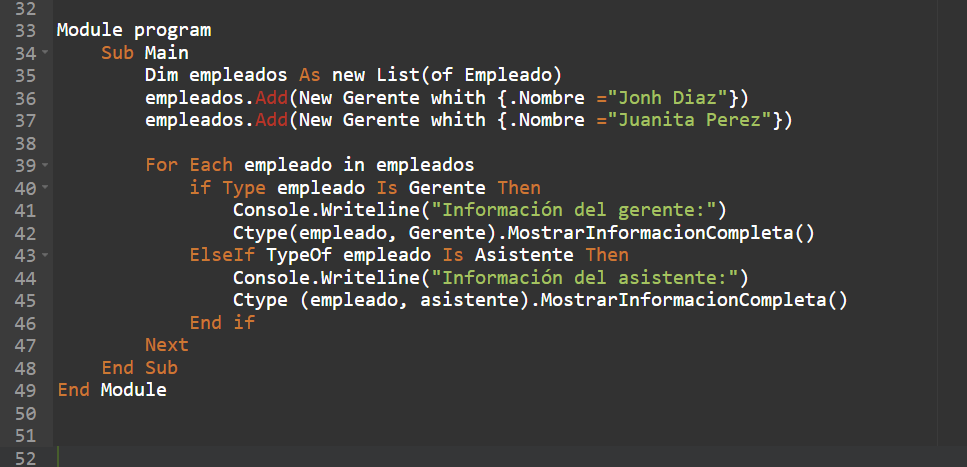 32
33 Module program
34     Sub Main
35         Dim empleados As new List(of Empleado)
36         empleados.Add(New Gerente whith {.Nombre ="Jonh Diaz"})
37         empleados.Add(New Gerente whith {.Nombre ="Juanita Perez"})
38
39         For Each empleado in empleados
40             if Type empleado Is Gerente Then
41                 Console.Writeline("Información del gerente:")
42                 Ctype(empleado, Gerente).MostrarInformacionCompleta()
43             ElseIf TypeOf empleado Is Asistente Then
44                 Console.Writeline("Información del asistente:")
45                 Ctype (empleado, asistente).MostrarInformacionCompleta()
46             End if
47         Next
48     End Sub
49 End Module
50
51
52